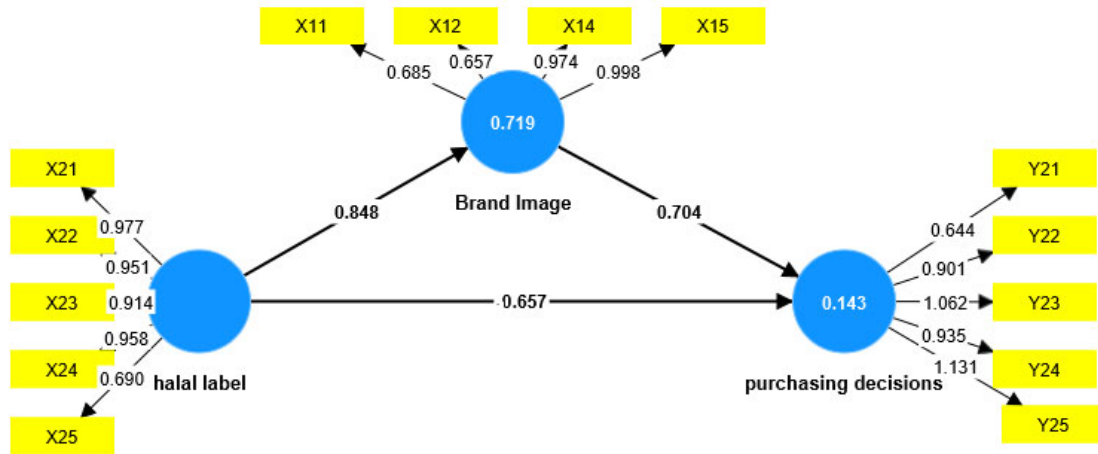 X11
X12
X14
X15
0.685
0.657
0.974
0.998
0.719
Brand Image
X21
X22
X23
X24
X25
0.977
0.951
0.914
0.958
0.690
halal label
0.848
0.704
0.657
0.143
purchasing decisions
0.644
0.901
1.062
0.935
1.131
Y21
Y22
Y23
Y24
Y25